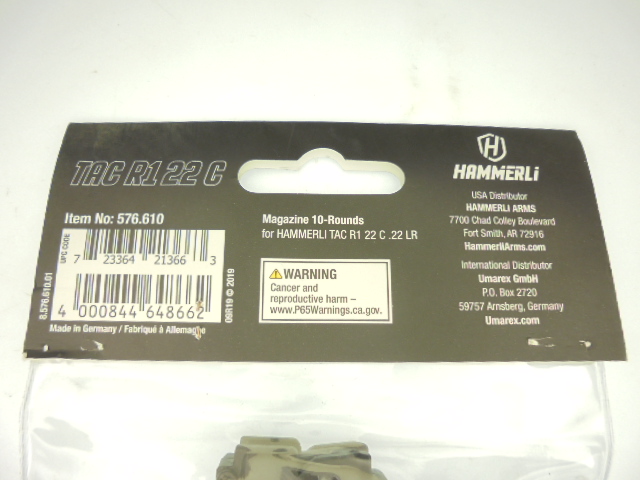 TAC R1 22 C
Item No: 576.610
UPC CODE
7 23364 21366 3
4 000844 648662
8.576.610.01
09R19 © 2019
Made in Germany / Fabriqué à Allemagne
Magazine 10-Rounds
for HAMMERLI TAC R1 22 C .22 LR
WARNING
Cancer and
reproductive harm –
www.P65Warnings.ca.gov.
H
HAMMERLi
USA Distributor
HAMMERLI ARMS
7700 Chad Colley Boulevard
Fort Smith, AR 72916
HammerliArms.com
International Distributor
Umarex GmbH
P.O. Box 2720
59757 Arnsberg, Germany
Umarex.com